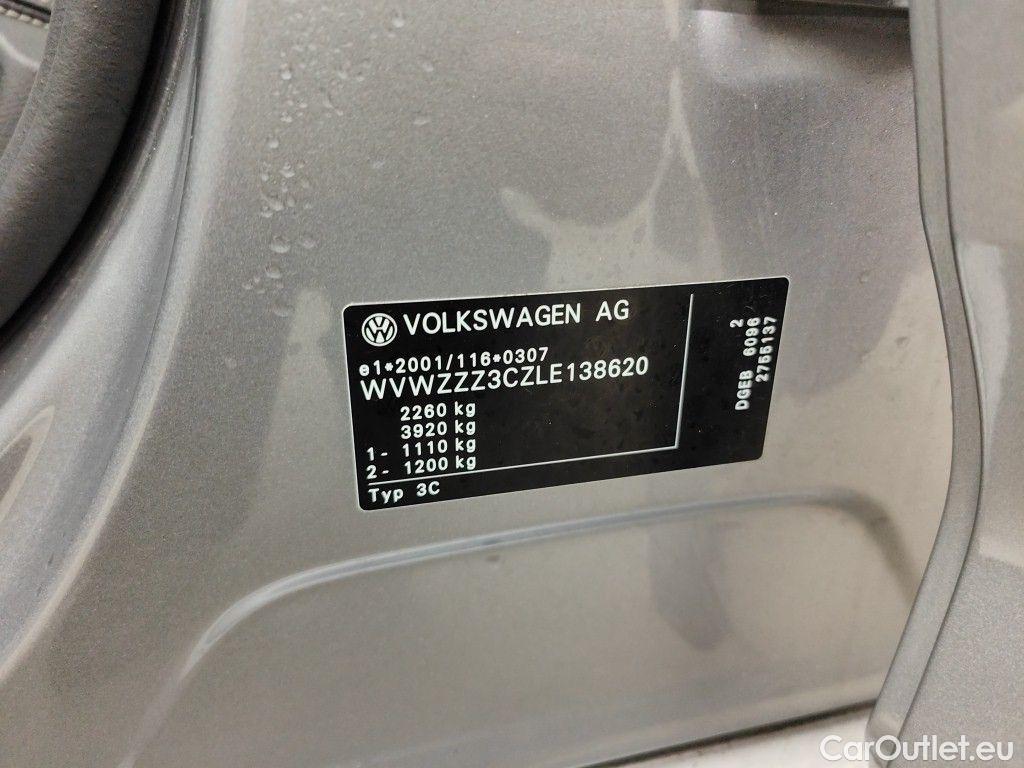 VOLKSWAGEN AG
e1*2001/116*0307
WVWZZZ3CZLE138620
2260 kg
3920 kg
1- 1110 kg
2- 1200 kg
Typ 3C
2
DGEB 6096
2755137
CarOutlet.eu